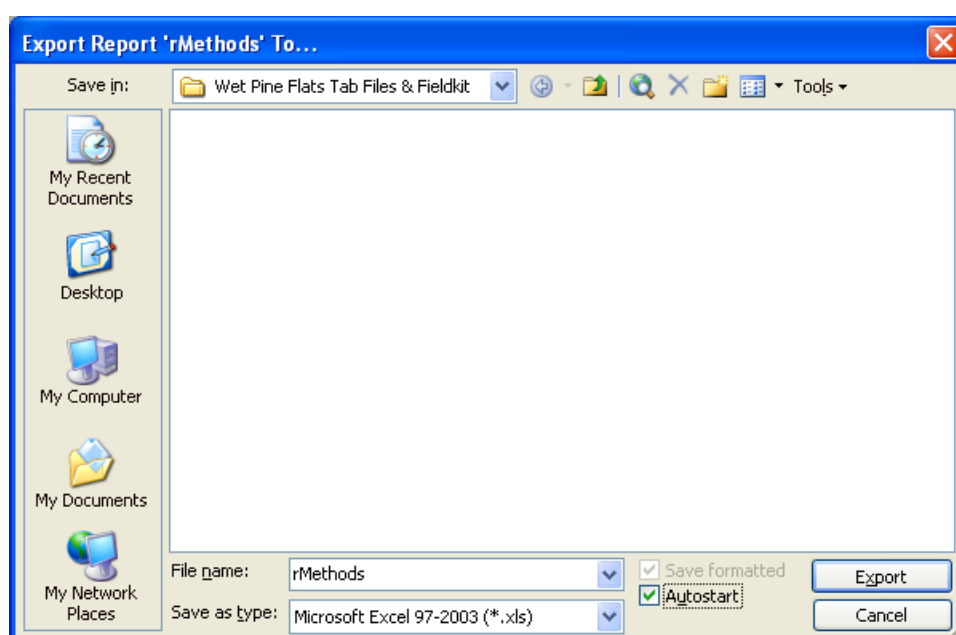 Export Report 'rMethods' To...
Save in:
Wet Pine Flats Tab Files & Fieldkit
Tools
My Recent
Documents
Desktop
My Computer
My Documents
My Network
Places
File name:
rMethods
Save as type:
Microsoft Excel 97-2003 (*.xls)
Save formatted
Autostart
Export
Cancel